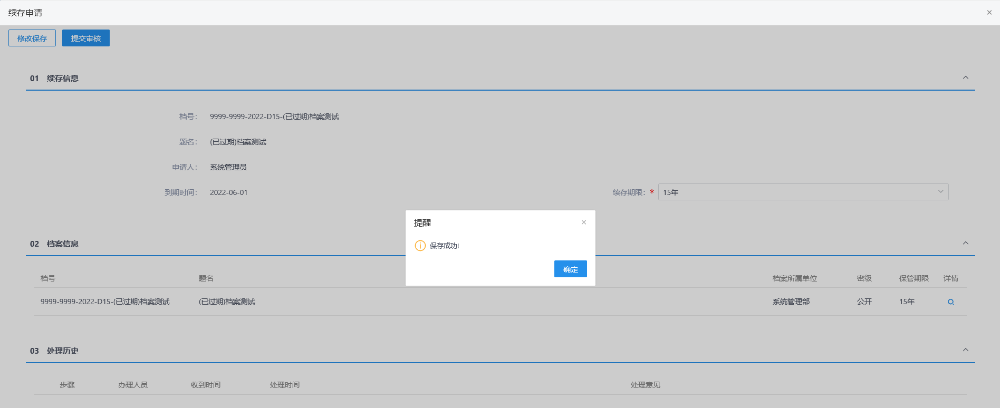 续存申请
修改保存 提交审核
01 续存信息
档号： 9999-9999-2022-D15-(已过期)档案测试
题名： (已过期)档案测试
申请人： 系统管理员
到期时间： 2022-06-01 续存期限：* 15年
提醒
保存成功!
确定
02 档案信息
档号 题名 档案所属单位 密级 保管期限 详情
9999-9999-2022-D15-(已过期)档案测试 (已过期)档案测试 系统管理部 公开 15年
03 处理历史
步骤 办理人员 收到时间 处理时间 处理意见